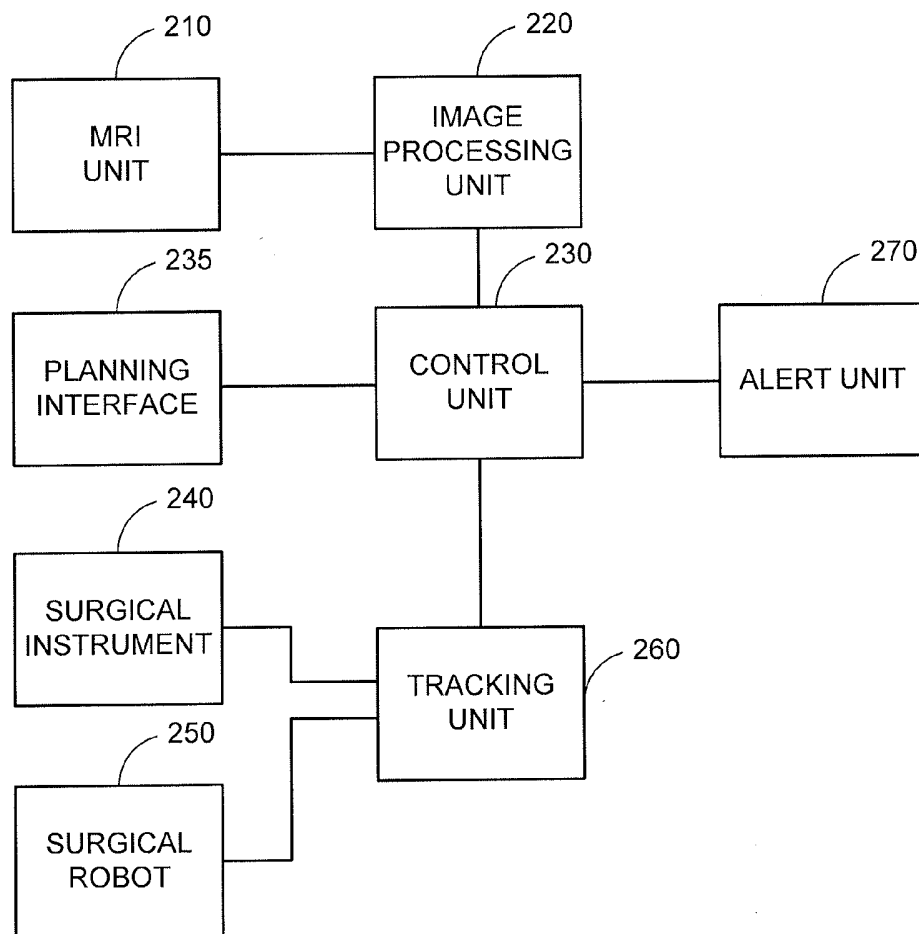 210
220
MRI
UNIT
IMAGE
PROCESSING
UNIT
235
230
270
PLANNING
INTERFACE
CONTROL
UNIT
ALERT UNIT
240
SURGICAL
INSTRUMENT
260
TRACKING
UNIT
250
SURGICAL
ROBOT